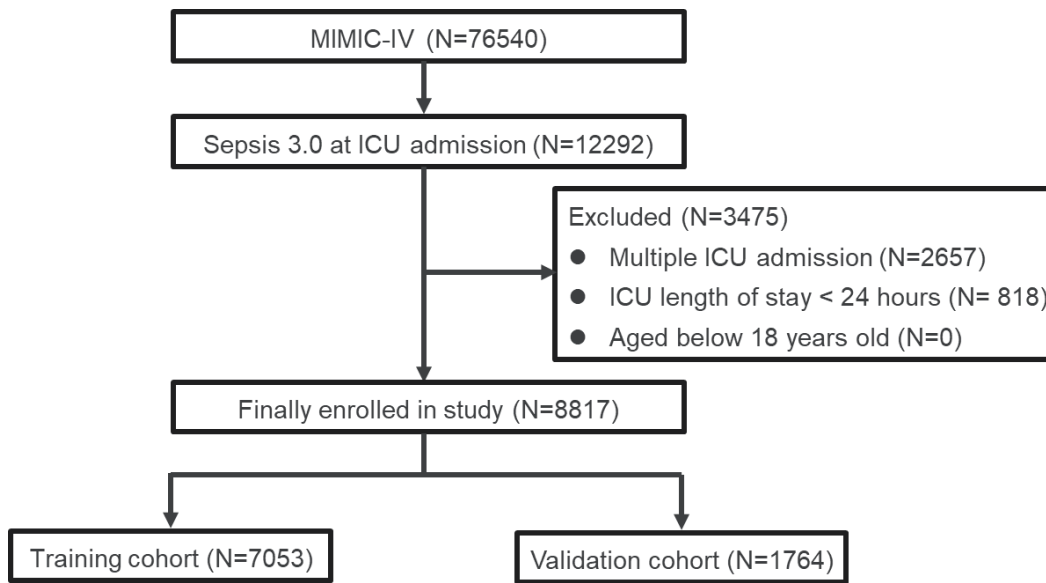 MIMIC-IV (N=76540)
Sepsis 3.0 at ICU admission (N=12292)
Excluded (N=3475)
● Multiple ICU admission (N=2657)
● ICU length of stay < 24 hours (N= 818)
● Aged below 18 years old (N=0)
Finally enrolled in study (N=8817)
Training cohort (N=7053)
Validation cohort (N=1764)